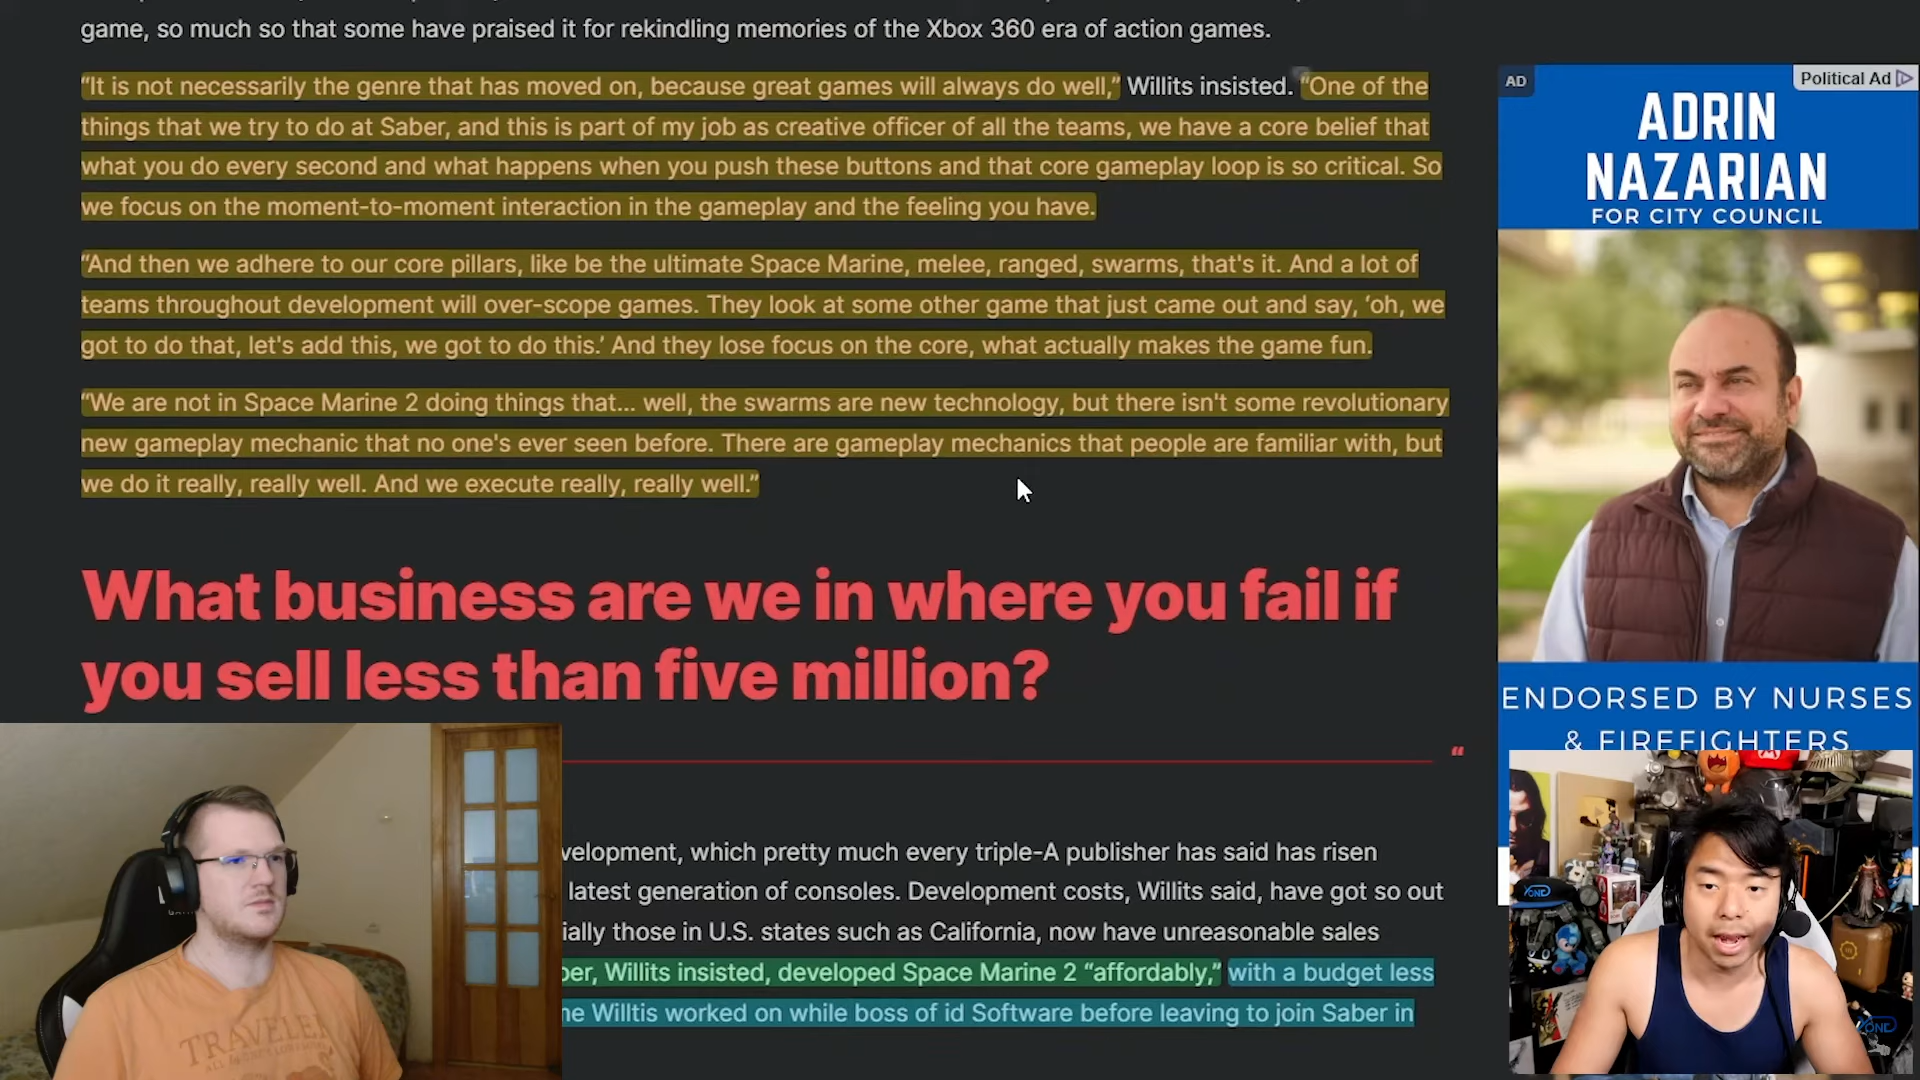 game, so much so that some have praised it for rekindling memories of the Xbox 360 era of action games.
“It is not necessarily the genre that has moved on, because great games will always do well,” Willits insisted. “One of the
things that we try to do at Saber, and this is part of my job as creative officer of all the teams, we have a core belief that
what you do every second and what happens when you push these buttons and that core gameplay loop is so critical. So
we focus on the moment-to-moment interaction in the gameplay and the feeling you have.
“And then we adhere to our core pillars, like be the ultimate Space Marine, melee, ranged, swarms, that's it. And a lot of
teams throughout development will over-scope games. They look at some other game that just came out and say, ‘oh, we
got to do that, let's add this, we got to do this.’ And they lose focus on the core, what actually makes the game fun.
“We are not in Space Marine 2 doing things that... well, the swarms are new technology, but there isn't some revolutionary
new gameplay mechanic that no one's ever seen before. There are gameplay mechanics that people are familiar with, but
we do it really, really well. And we execute really, really well.”
What business are we in where you fail if
you sell less than five million?
“
velopment, which pretty much every triple-A publisher has said has risen
latest generation of consoles. Development costs, Willits said, have got so out
ially those in U.S. states such as California, now have unreasonable sales
ber, Willits insisted, developed Space Marine 2 “affordably,” with a budget less
ne Willtis worked on while boss of id Software before leaving to join Saber in
AD
Political Ad
ADRIN
NAZARIAN
FOR CITY COUNCIL
ENDORSED BY NURSES
& FIREFIGHTERS
TRAVELER
YONG
YONG